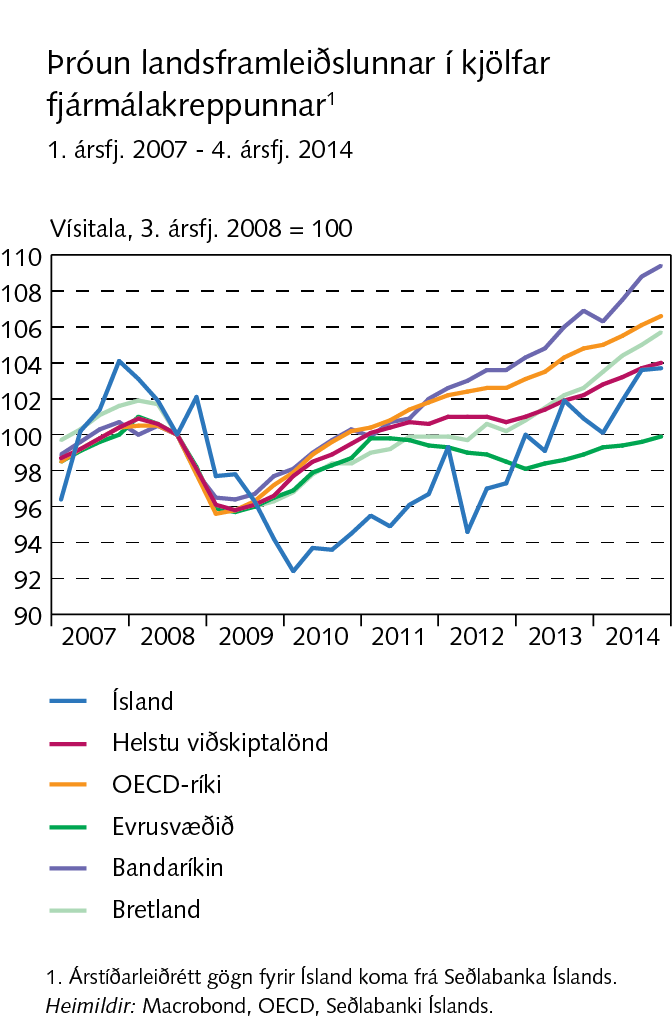 Þróun landsframleiðslunnar í kjölfar
fjármálakreppunnar¹
1. ársfj. 2007 - 4. ársfj. 2014
Vísitala, 3. ársfj. 2008 = 100
110
108
106
104
102
100
98
96
94
92
90
2007 2008 2009 2010 2011 2012 2013 2014
Ísland
Helstu viðskiptalönd
OECD-ríki
Evrusvæðið
Bandaríkin
Bretland
1. Árstíðarleiðrétt gögn fyrir Ísland koma frá Seðlabanka Íslands.
Heimildir: Macrobond, OECD, Seðlabanki Íslands.